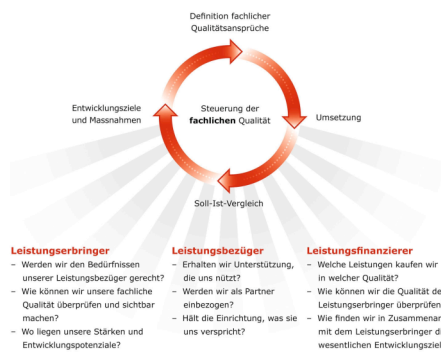 Definition fachlicher
Qualitätsansprüche
Entwicklungsziele
und Massnahmen
Steuerung der
fachlichen Qualität
Umsetzung
Soll-Ist-Vergleich
Leistungserbringer
– Werden wir den Bedürfnissen
unserer Leistungsbezüger gerecht?
– Wie können wir unsere fachliche
Qualität überprüfen und sichtbar
machen?
– Wo liegen unsere Stärken und
Entwicklungspotenziale?
Leistungsbezüger
– Erhalten wir Unterstützung,
die uns nützt?
– Werden wir als Partner
einbezogen?
– Hält die Einrichtung, was sie
uns verspricht?
Leistungsfinanzierer
– Welche Leistungen kaufen wir
in welcher Qualität?
– Wie können wir die Qualität de
Leistungserbringer überprüfen
– Wie finden wir in Zusammenar
mit dem Leistungserbringer di
wesentlichen Entwicklungsziel